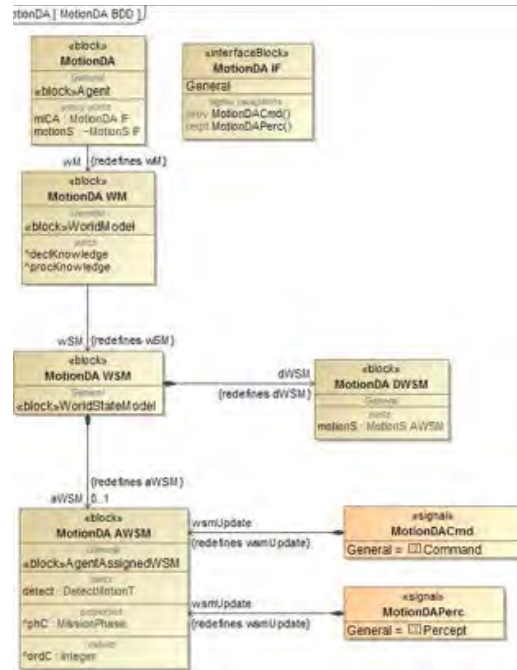 MotionDA [ MotionDA BDD ]
«block»
MotionDA
General
«block»Agent
proxy ports
miCA : MotionDA IF
motionS : ~MotionS IF
«interfaceBlock»
MotionDA IF
General
signal receptions
prov MotionDACmd()
reqd MotionDAPerc()
wM {redefines wM}
«block»
MotionDA WM
General
«block»WorldModel
parts
^declKnowledge
^procKnowledge
wSM {redefines wSM}
«block»
MotionDA WSM
General
«block»WorldStateModel
dWSM
{redefines dWSM}
«block»
MotionDA DWSM
General
parts
motionS : MotionS AWSM
{redefines aWSM}
aWSM 0..1
«block»
MotionDA AWSM
General
«block»AgentAssignedWSM
parts
detect : DetectMotionT
properties
^phC : MissionPhase
values
^ordC : Integer
wsmUpdate
{redefines wsmUpdate}
«signal»
MotionDACmd
General = Command
wsmUpdate
{redefines wsmUpdate}
«signal»
MotionDAPerc
General = Percept